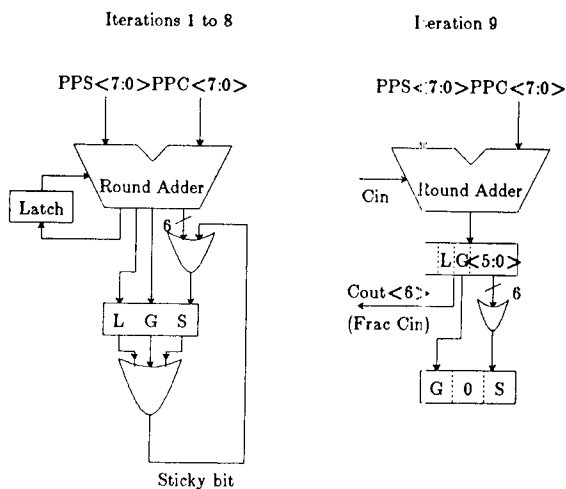 Iterations 1 to 8
PPS<7:0>PPC<7:0>
Round Adder
Latch
6
L G S
Sticky bit
I eration 9
PPS< 7:0>PPC<7:0>
Cin
Round Adder
L G<5:0>
Cout<6>
(Frac Cin)
6
G 0 S